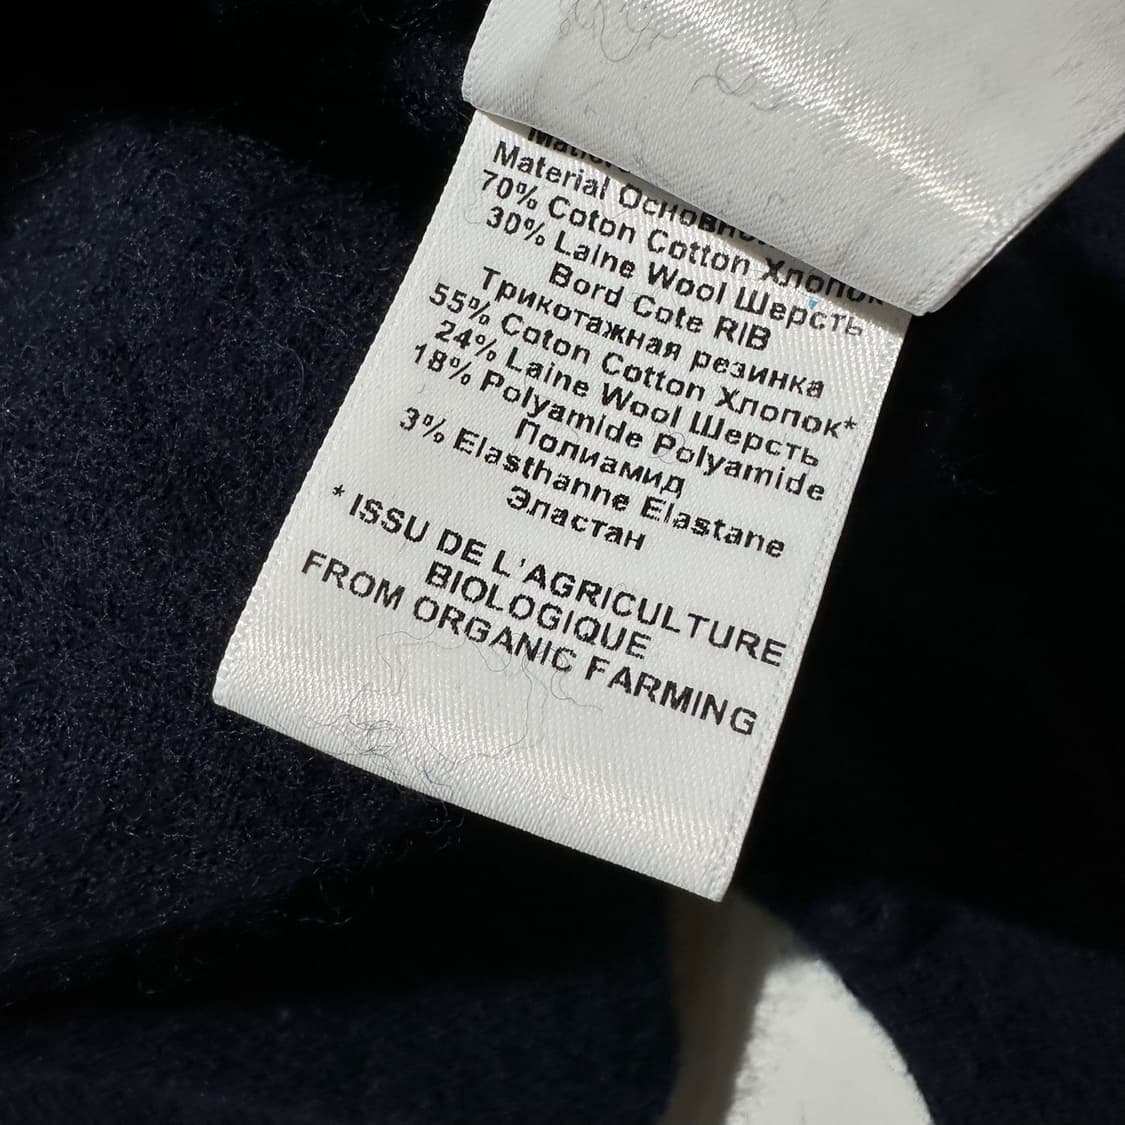 Material
70% Coton Cotton Хлопок
30% Laine Wool Шерсть
Bord Cote RIB
Трикотажная резинка
55% Coton Cotton Хлопок*
24% Laine Wool Шерсть
18% Polyamide Polyamide
Полиамид
3% Elasthanne Elastane
Эластан
* ISSU DE L'AGRICULTURE
BIOLOGIQUE
FROM ORGANIC FARMING